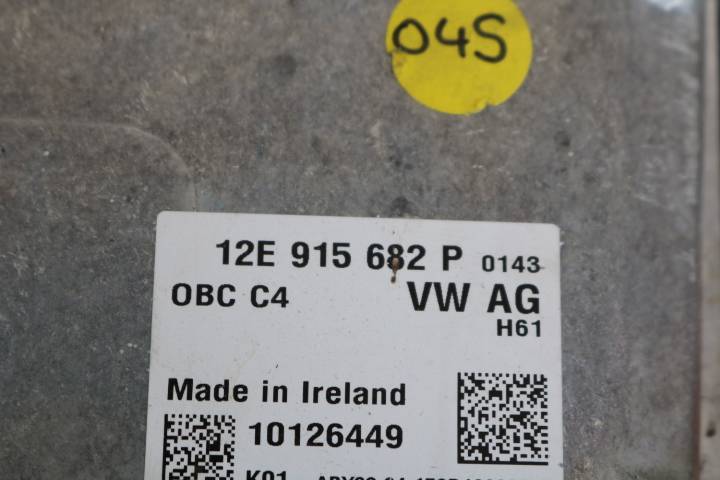 04S
12E 915 682 P 0143
OBC C4 VW AG
H61
Made in Ireland
10126449
K01